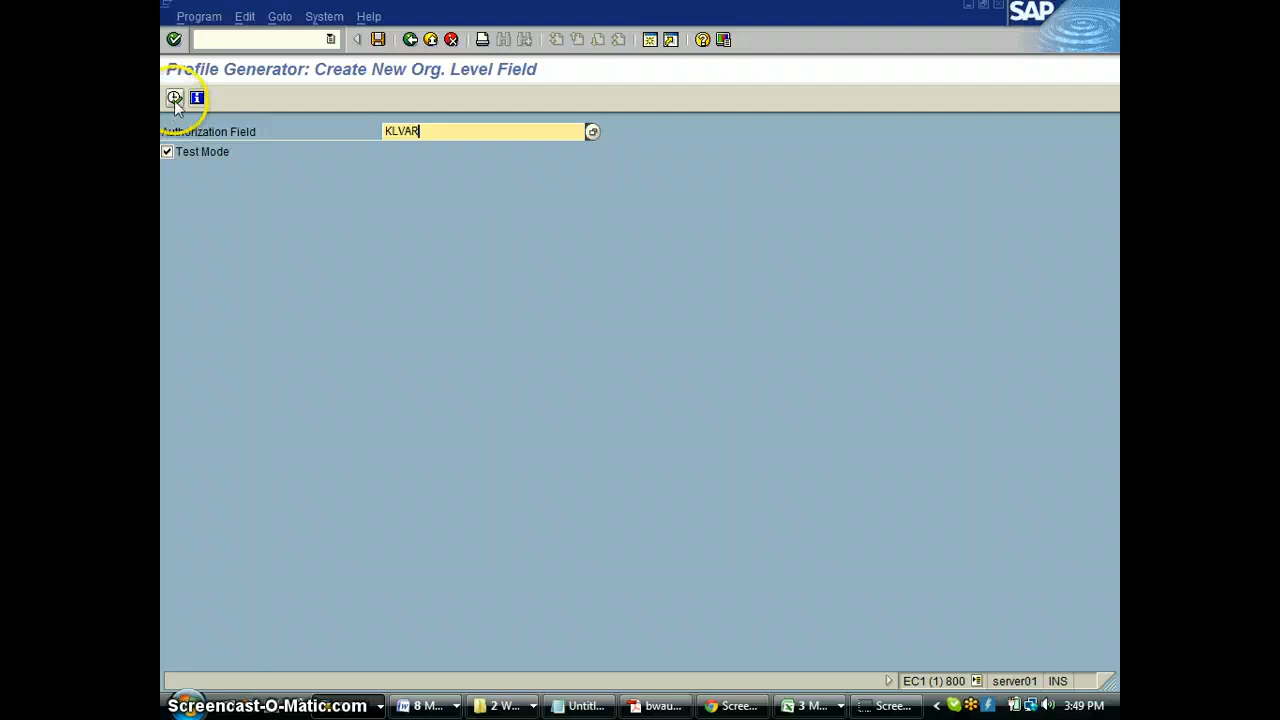 Program Edit Goto System Help
SAP
Profile Generator: Create New Org. Level Field
Authorization Field KLVAR
Test Mode
EC1 (1) 800 server01 INS
Screencast-O-Matic.com 8 M... 2 W... Untitl... bwau... Scree... 3 M... Scree... 3:49 PM